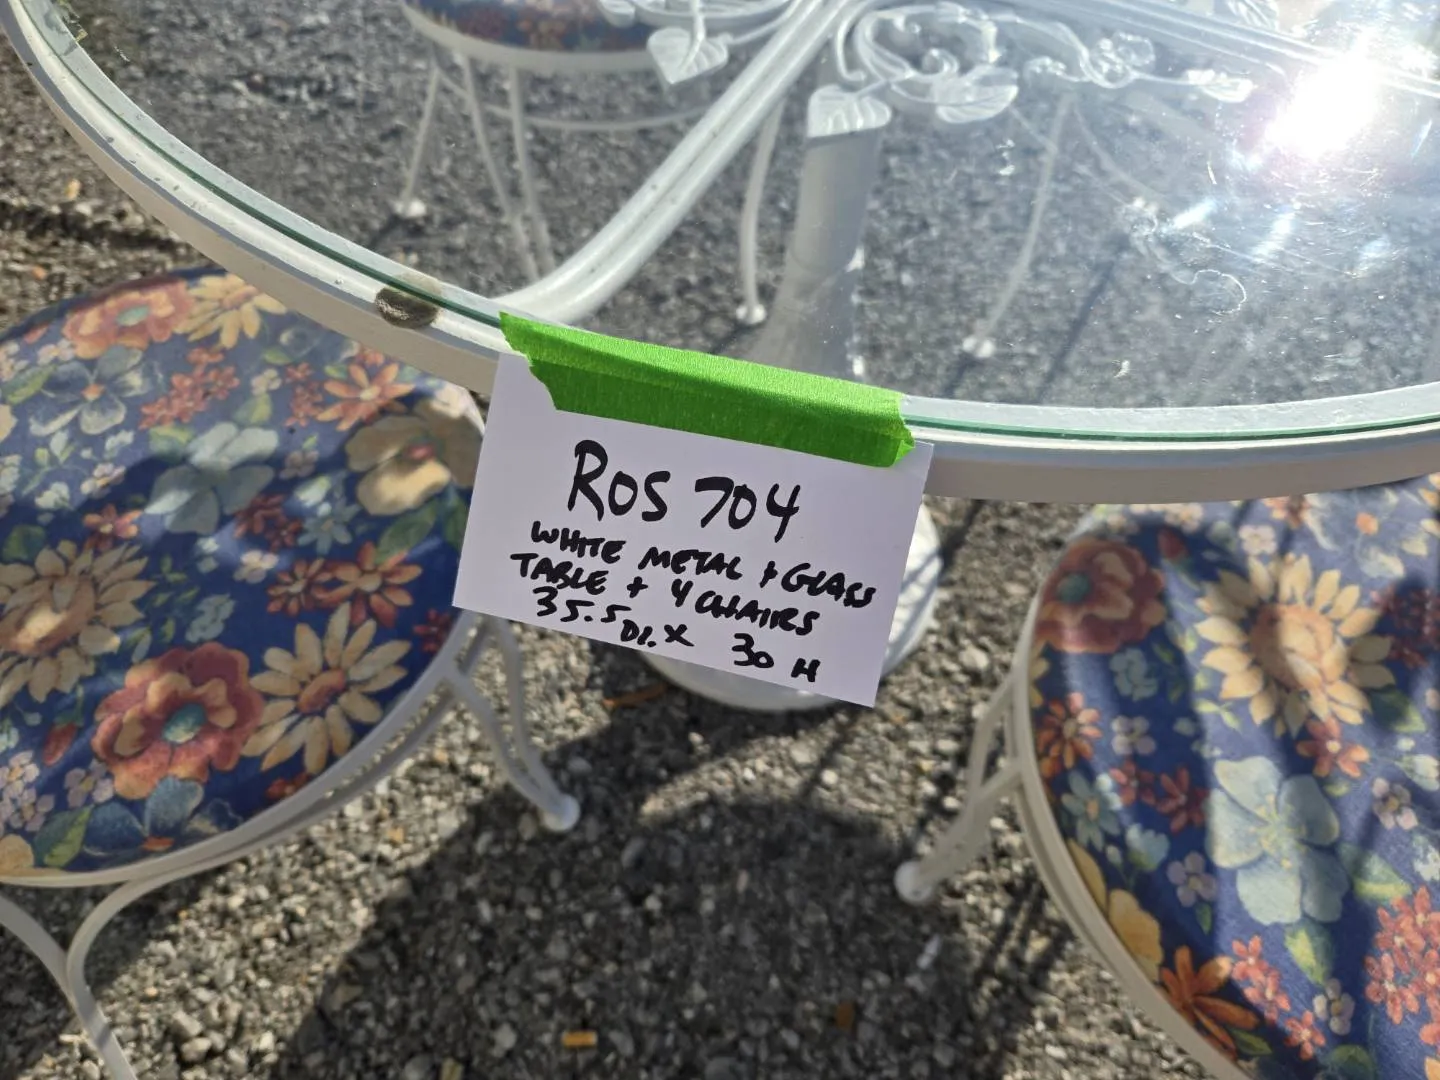 ROS 704
WHITE METAL + GLASS
TABLE + 4 CHAIRS
35.5 DI. X 30 H